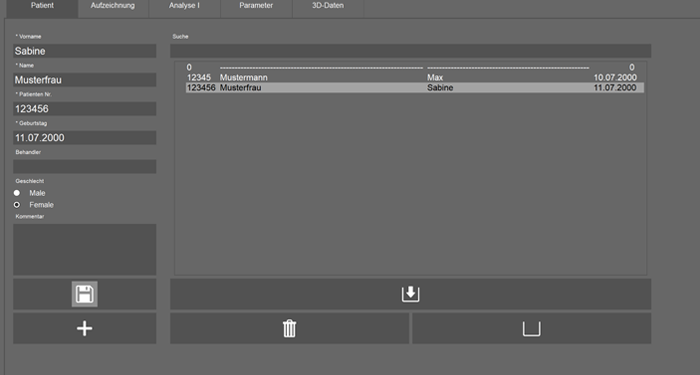 Patient
Aufzeichnung
Analyse I
Parameter
3D-Daten
* Vorname
Sabine
* Name
Musterfrau
* Patienten Nr.
123456
* Geburtstag
11.07.2000
Behandler
Geschlecht
Male
Female
Kommentar
Suche
0 ------------------------------------------------ ------------------------------------- 0
12345 Mustermann Max 10.07.2000
123456 Musterfrau Sabine 11.07.2000